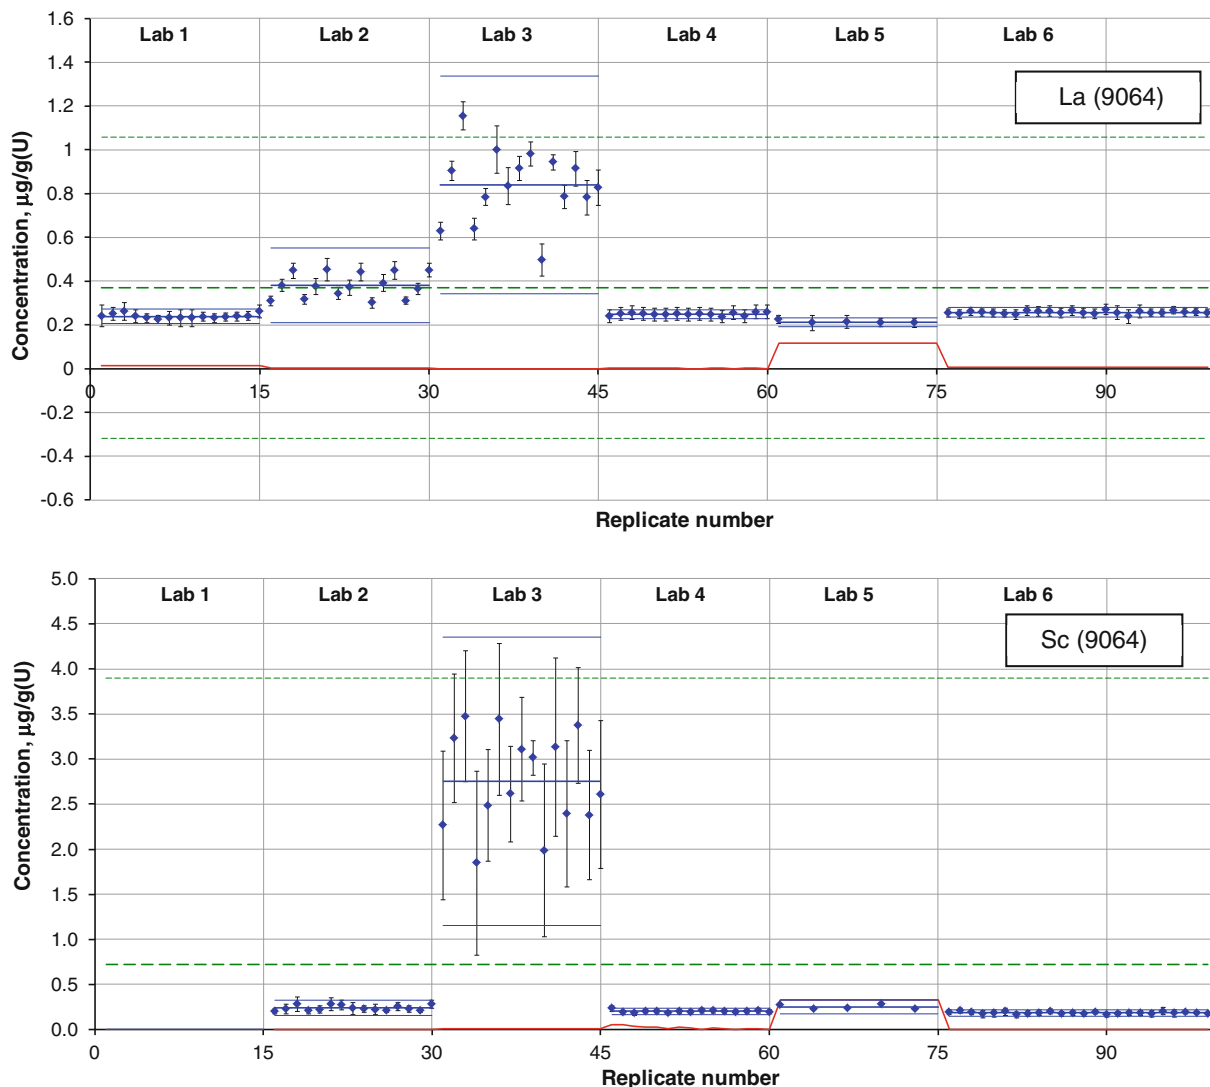 1.6
Lab 1 Lab 2 Lab 3 Lab 4 Lab 5 Lab 6
1.4
La (9064)
1.2
1
0.8
0.6
0.4
0.2
0
0 15 30 45 60 75 90
-0.2
-0.4
-0.6
Concentration, µg/g(U)
Replicate number
5.0
Lab 1 Lab 2 Lab 3 Lab 4 Lab 5 Lab 6
4.5
Sc (9064)
4.0
3.5
3.0
2.5
2.0
1.5
1.0
0.5
0.0
0 15 30 45 60 75 90
Concentration, µg/g(U)
Replicate number